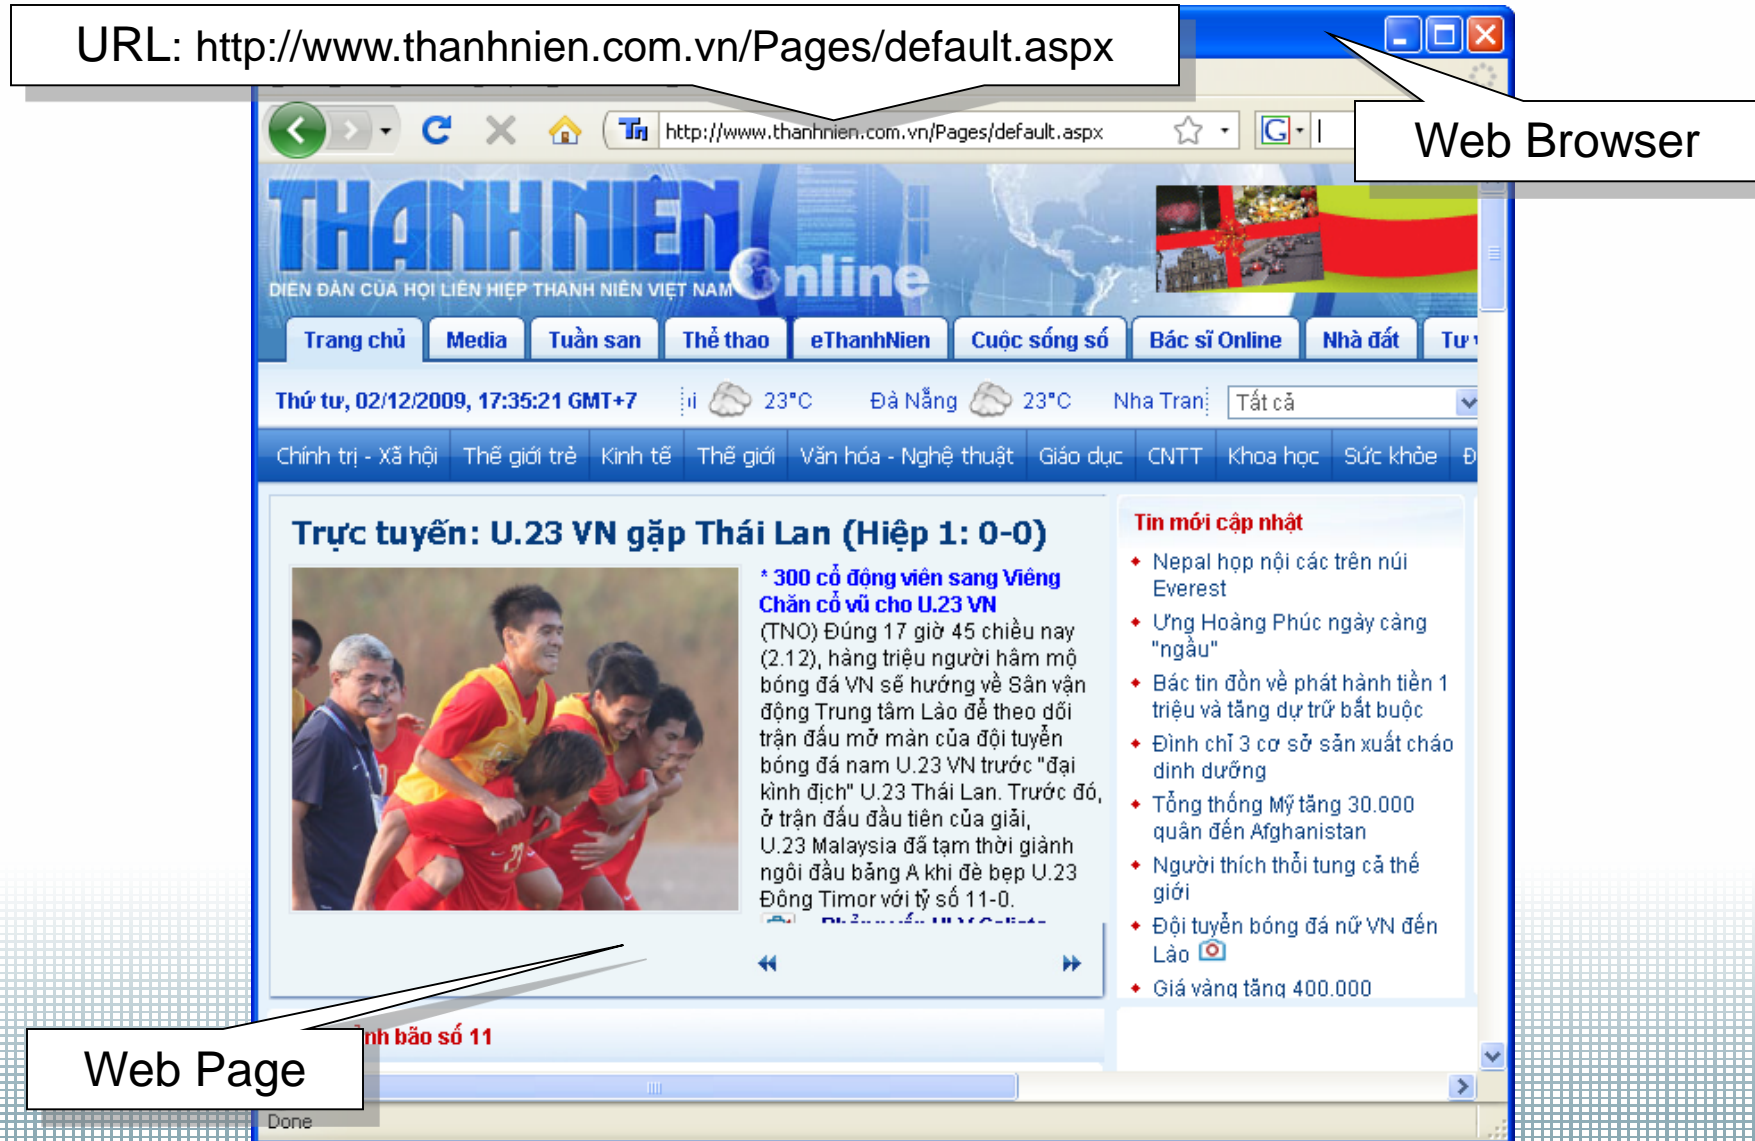 URL: http://www.thanhnien.com.vn/Pages/default.aspx
http://www.thanhnien.com.vn/Pages/default.aspx
Web Browser
THANH NIÊN
Online
DIỄN ĐÀN CỦA HỘI LIÊN HIỆP THANH NIÊN VIỆT NAM
Trang chủ Media Tuần san Thể thao eThanhNien Cuộc sống số Bác sĩ Online Nhà đất Tư
Thứ tư, 02/12/2009, 17:35:21 GMT+7 23°C Đà Nẵng 23°C Nha Tran Tất cả
Chính trị - Xã hội Thế giới trẻ Kinh tế Thế giới Văn hóa - Nghệ thuật Giáo dục CNTT Khoa học Sức khỏe Đ
Trực tuyến: U.23 VN gặp Thái Lan (Hiệp 1: 0-0)
* 300 cổ động viên sang Viêng
Chăn cổ vũ cho U.23 VN
(TNO) Đúng 17 giờ 45 chiều nay
(2.12), hàng triệu người hâm mộ
bóng đá VN sẽ hướng về Sân vận
động Trung tâm Lào để theo dõi
trận đấu mở màn của đội tuyển
bóng đá nam U.23 VN trước "đại
kình địch" U.23 Thái Lan. Trước đó,
ở trận đấu đầu tiên của giải,
U.23 Malaysia đã tạm thời giành
ngôi đầu bảng A khi đè bẹp U.23
Đông Timor với tỷ số 11-0.
Tin mới cập nhật
Nepal họp nội các trên núi
Everest
Ưng Hoàng Phúc ngày càng
"ngầu"
Bác tin đồn về phát hành tiền 1
triệu và tăng dự trữ bắt buộc
Đình chỉ 3 cơ sở sản xuất cháo
dinh dưỡng
Tổng thống Mỹ tăng 30.000
quân đến Afghanistan
Người thích thổi tung cả thế
giới
Đội tuyển bóng đá nữ VN đến
Lào
Giá vàng tăng 400.000
bão số 11
Web Page
Done